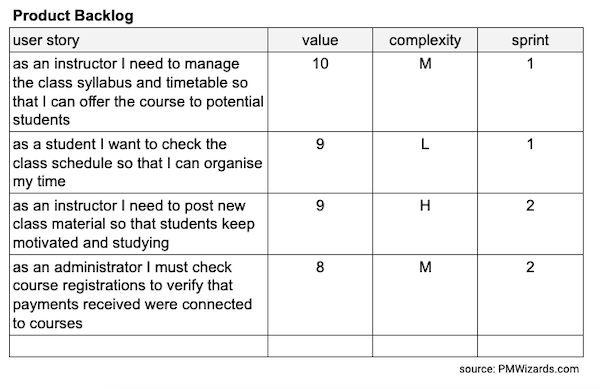 Product Backlog
user story value complexity sprint
as an instructor I need to manage 10 M 1
the class syllabus and timetable so
that I can offer the course to potential
students
as a student I want to check the 9 L 1
class schedule so that I can organise
my time
as an instructor I need to post new 9 H 2
class material so that students keep
motivated and studying
as an administrator I must check 8 M 2
course registrations to verify that
payments received were connected
to courses
source: PMWizards.com